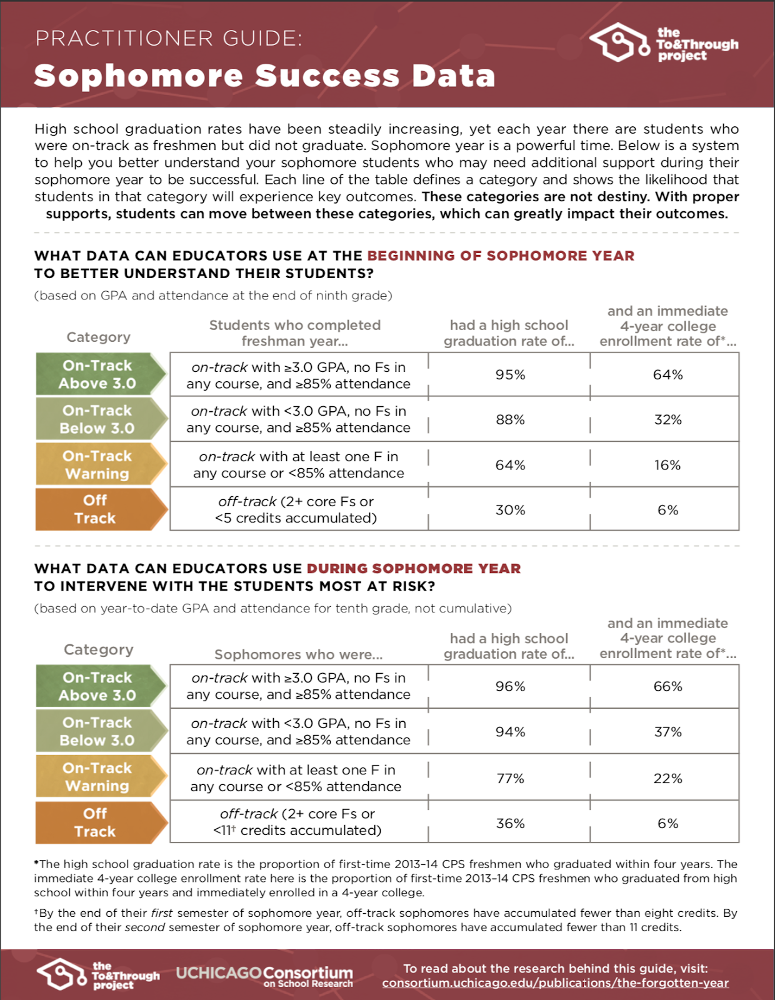 PRACTITIONER GUIDE:
Sophomore Success Data
the
To&Through
project
High school graduation rates have been steadily increasing, yet each year there are students who
were on-track as freshmen but did not graduate. Sophomore year is a powerful time. Below is a system
to help you better understand your sophomore students who may need additional support during their
sophomore year to be successful. Each line of the table defines a category and shows the likelihood that
students in that category will experience key outcomes. These categories are not destiny. With proper
supports, students can move between these categories, which can greatly impact their outcomes.
WHAT DATA CAN EDUCATORS USE AT THE BEGINNING OF SOPHOMORE YEAR
TO BETTER UNDERSTAND THEIR STUDENTS?
(based on GPA and attendance at the end of ninth grade)
Category
Students who completed
freshman year...
had a high school
graduation rate of...
and an immediate
4-year college
enrollment rate of*...
On-Track
Above 3.0
on-track with ≥3.0 GPA, no Fs in
any course, and ≥85% attendance
95%
64%
On-Track
Below 3.0
on-track with <3.0 GPA, no Fs in
any course, and ≥85% attendance
88%
32%
On-Track
Warning
on-track with at least one F in
any course or <85% attendance
64%
16%
Off
Track
off-track (2+ core Fs or
<5 credits accumulated)
30%
6%
WHAT DATA CAN EDUCATORS USE DURING SOPHOMORE YEAR
TO INTERVENE WITH THE STUDENTS MOST AT RISK?
(based on year-to-date GPA and attendance for tenth grade, not cumulative)
Category
Sophomores who were...
had a high school
graduation rate of...
and an immediate
4-year college
enrollment rate of*...
On-Track
Above 3.0
on-track with ≥3.0 GPA, no Fs in
any course, and ≥85% attendance
96%
66%
On-Track
Below 3.0
on-track with <3.0 GPA, no Fs in
any course, and ≥85% attendance
94%
37%
On-Track
Warning
on-track with at least one F in
any course or <85% attendance
77%
22%
Off
Track
off-track (2+ core Fs or
<11† credits accumulated)
36%
6%
*The high school graduation rate is the proportion of first-time 2013–14 CPS freshmen who graduated within four years. The
immediate 4-year college enrollment rate here is the proportion of first-time 2013–14 CPS freshmen who graduated from high
school within four years and immediately enrolled in a 4-year college.
†By the end of their first semester of sophomore year, off-track sophomores have accumulated fewer than eight credits. By
the end of their second semester of sophomore year, off-track sophomores have accumulated fewer than 11 credits.
the
To&Through
project
UCHICAGO Consortium
on School Research
To read about the research behind this guide, visit:
consortium.uchicago.edu/publications/the-forgotten-year